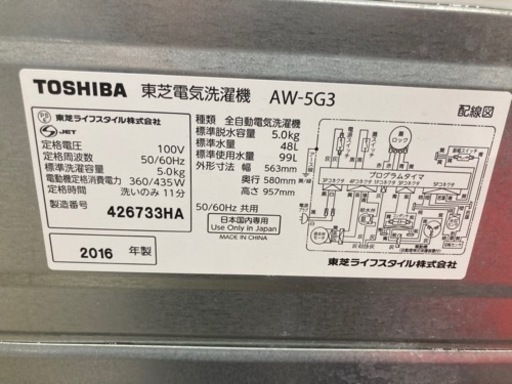 TOSHIBA 東芝電気洗濯機 AW-5G3
東芝ライフスタイル株式会社
JET
定格電圧 100V
定格周波数 50/60Hz
標準洗濯容量 5.0kg
電動機定格消費電力 360/435W
定格時間 洗いのみ 11分
製造番号 426733HA
2016 年製
種類 全自動電気洗濯機
標準脱水容量 5.0kg
標準水量 48L
標準使用水量 99L
外形寸法 幅 563mm
奥行 580mm
高さ 957mm
50/60Hz 共用
日本国内専用
Use only in Japan
MADE IN CHINA
配線図
プログラムタイマ
東芝ライフスタイル株式会社